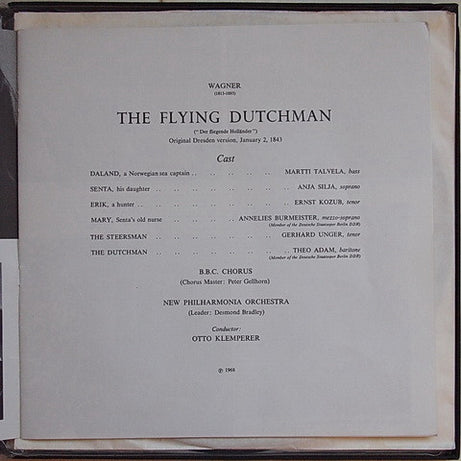 WAGNER
(1813-1883)
THE FLYING DUTCHMAN
("Der fliegende Holländer")
Original Dresden version, January 2, 1843
Cast
DALAND, a Norwegian sea captain .. .. .. .. .. MARTTI TALVELA, bass
SENTA, his daughter .. .. .. .. .. .. .. ANJA SILJA, soprano
ERIK, a hunter .. .. .. .. .. .. .. ERNST KOZUB, tenor
MARY, Senta's old nurse .. .. .. .. .. ANNELIES BURMEISTER, mezzo-soprano
(Member of the Deutsche Staatsoper Berlin DDR)
THE STEERSMAN .. .. .. .. .. .. .. GERHARD UNGER, tenor
THE DUTCHMAN .. .. .. .. .. .. .. .. THEO ADAM, baritone
(Member of the Deutsche Staatsoper Berlin DDR)
B.B.C. CHORUS
(Chorus Master: Peter Gellhorn)
NEW PHILHARMONIA ORCHESTRA
(Leader: Desmond Bradley)
Conductor:
OTTO KLEMPERER
℗ 1968